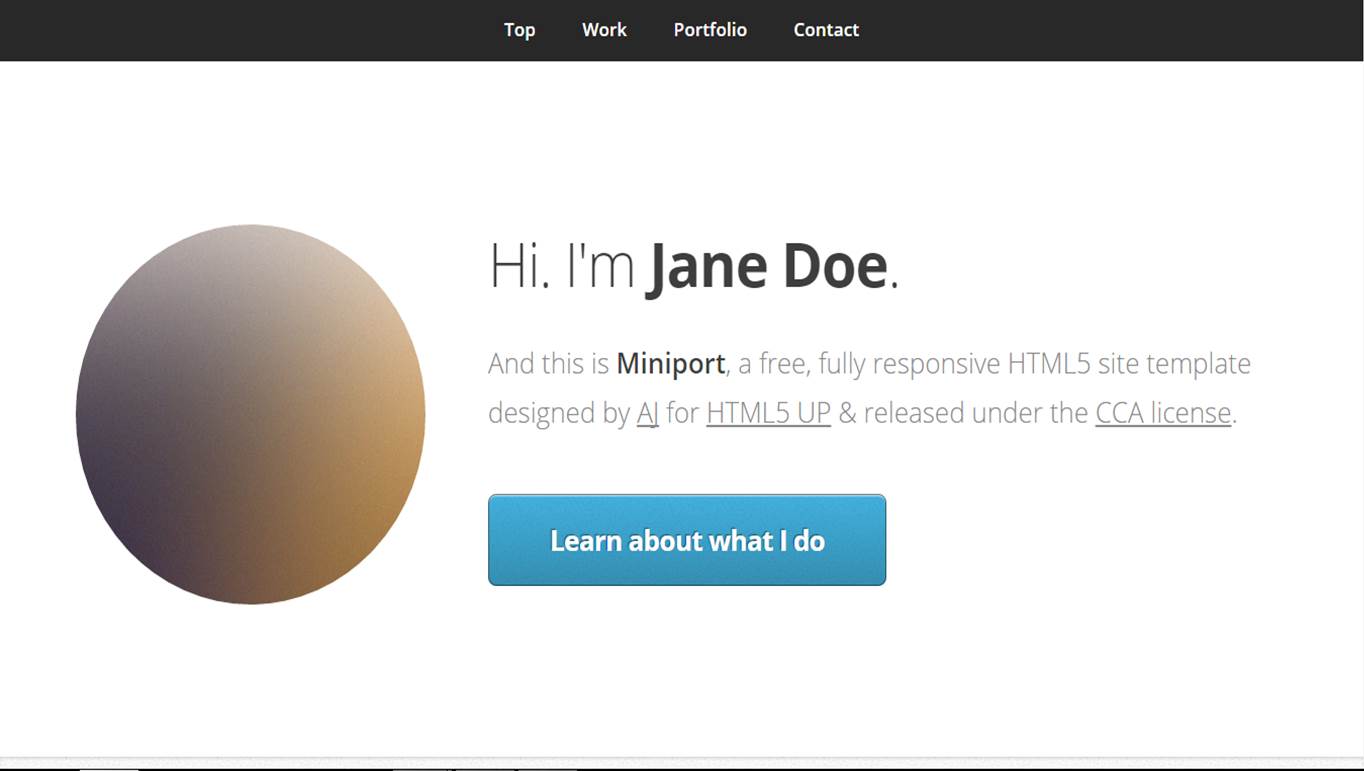 Top Work Portfolio Contact
Hi. I'm Jane Doe.
And this is Miniport, a free, fully responsive HTML5 site template
designed by AJ for HTML5 UP & released under the CCA license.
Learn about what I do